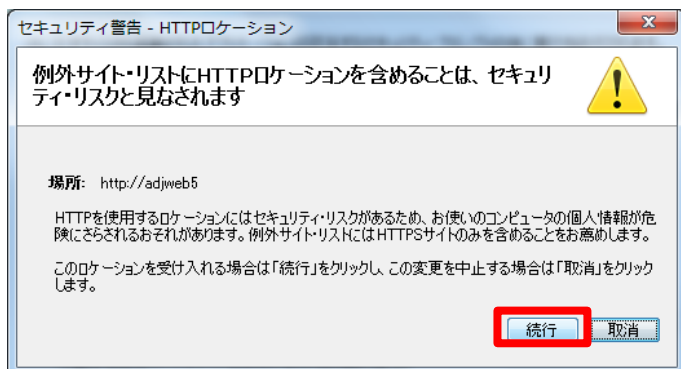 セキュリティ警告 - HTTPロケーション
例外サイト・リストにHTTPロケーションを含めることは、セキュリ
ティ・リスクと見なされます
場所: http://adjweb5
HTTPを使用するロケーションにはセキュリティ・リスクがあるため、お使いのコンピュータの個人情報が危
険にさらされるおそれがあります。例外サイト・リストにはHTTPSサイトのみを含めることをお薦めします。
このロケーションを受け入れる場合は「続行」をクリックし、この変更を中止する場合は「取消」をクリック
します。
続行 取消